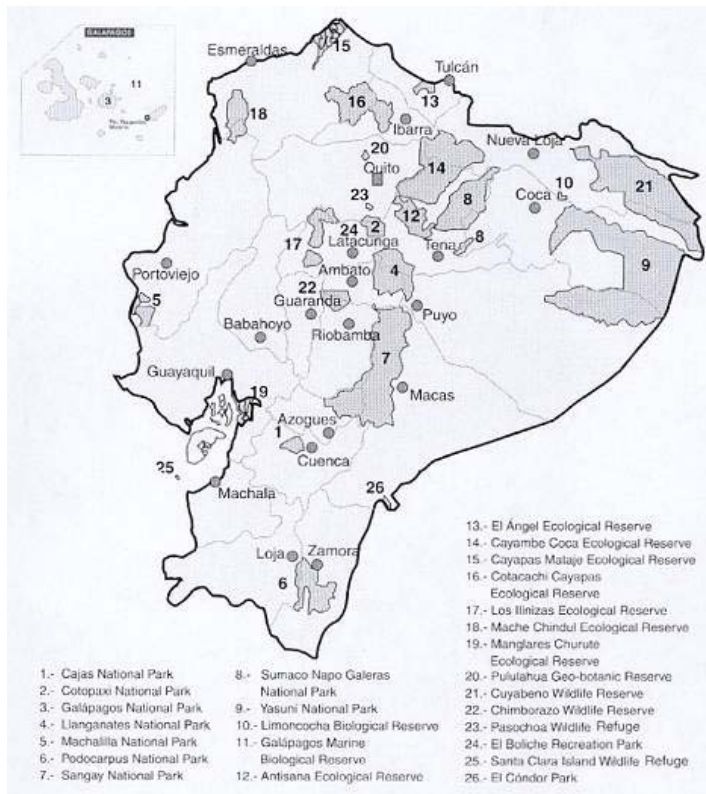 GALAPAGOS
11
3
15
Esmeraldas
Tulcán
13
16
18
Ibarra
20
Quito
14
Nueva Loja
10
21
23
12
8
Coca
24
2
17
Latacunga
Tena
8
9
Portoviejo
Ambato
4
5
22
Guaranda
Puyo
Babahoyo
Riobamba
7
Guayaquil
19
Macas
Azogues
1
Cuenca
25
Machala
26
Loja
Zamora
6
1.- Cajas National Park
2.- Cotopaxi National Park
3.- Galápagos National Park
4.- Llanganates National Park
5.- Machalilla National Park
6.- Podocarpus National Park
7.- Sangay National Park
8.- Sumaco Napo Galeras
National Park
9.- Yasuní National Park
10.- Limoncocha Biological Reserve
11.- Galápagos Marine
Biological Reserve
12.- Antisana Ecological Reserve
13.- El Ángel Ecological Reserve
14.- Cayambe Coca Ecological Reserve
15.- Cayapas Mataje Ecological Reserve
16.- Cotacachi Cayapas
Ecological Reserve
17.- Los Ilinizas Ecological Reserve
18.- Mache Chindul Ecological Reserve
19.- Manglares Churute
Ecological Reserve
20.- Pululahua Geo-botanic Reserve
21.- Cuyabeno Wildlife Reserve
22.- Chimborazo Wildlife Reserve
23.- Pasochoa Wildlife Refuge
24.- El Boliche Recreation Park
25.- Santa Clara Island Wildlife Refuge
26.- El Cóndor Park